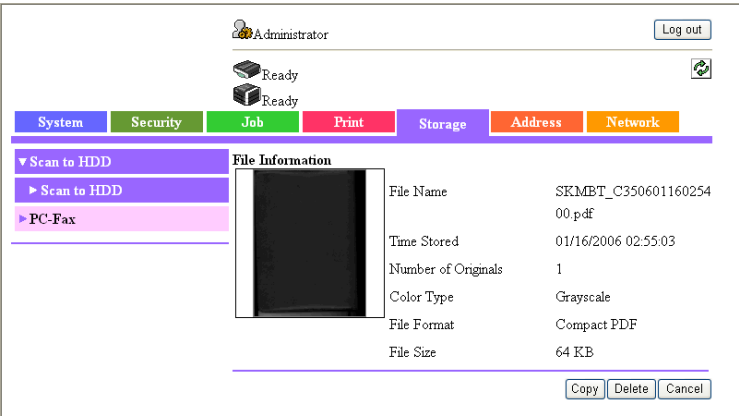 Administrator
Log out
Ready
Ready
System Security Job Print Storage Address Network
Scan to HDD
Scan to HDD
PC-Fax
File Information
File Name SKMBT_C350601160254
00.pdf
Time Stored 01/16/2006 02:55:03
Number of Originals 1
Color Type Grayscale
File Format Compact PDF
File Size 64 KB
Copy Delete Cancel